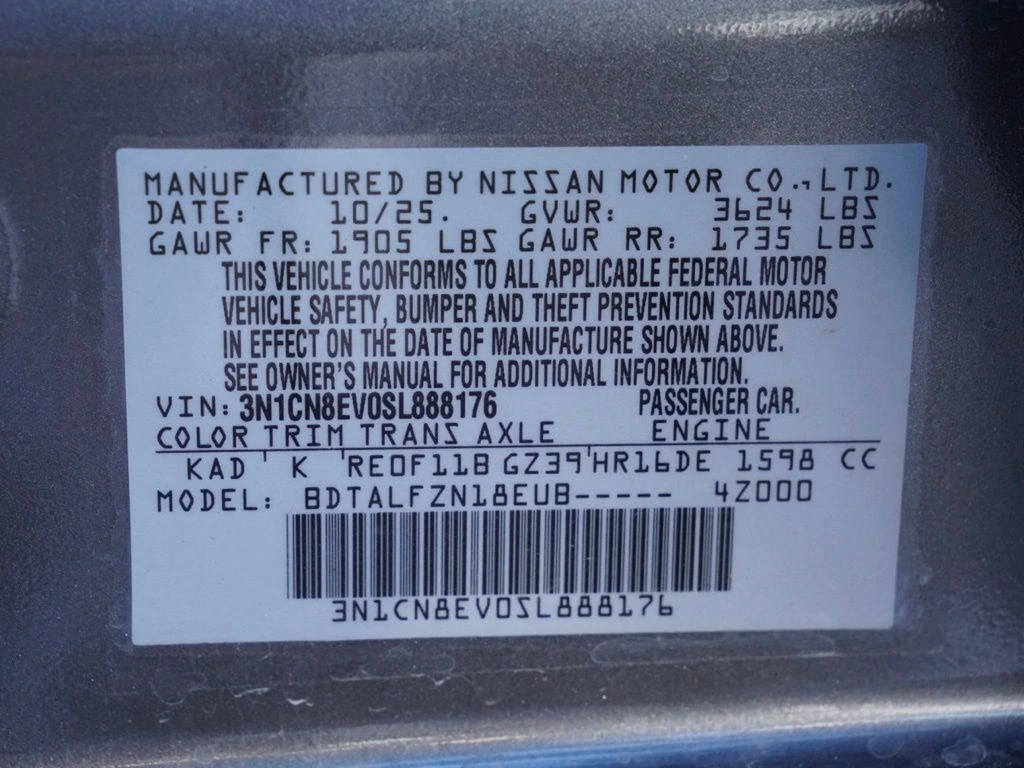 MANUFACTURED BY NISSAN MOTOR CO., LTD.
DATE: 10/25. GVWR: 3624 LBS
GAWR FR: 1905 LBS GAWR RR: 1735 LBS
THIS VEHICLE CONFORMS TO ALL APPLICABLE FEDERAL MOTOR
VEHICLE SAFETY, BUMPER AND THEFT PREVENTION STANDARDS
IN EFFECT ON THE DATE OF MANUFACTURE SHOWN ABOVE.
SEE OWNER'S MANUAL FOR ADDITIONAL INFORMATION.
VIN: 3N1CN8EV0SL888176 PASSENGER CAR.
COLOR TRIM TRANS AXLE ENGINE
KAD K RE0F11B GZ39 HR16DE 1598 CC
MODEL: BDTALFZN18EUB----- 4Z000
3N1CN8EV0SL888176